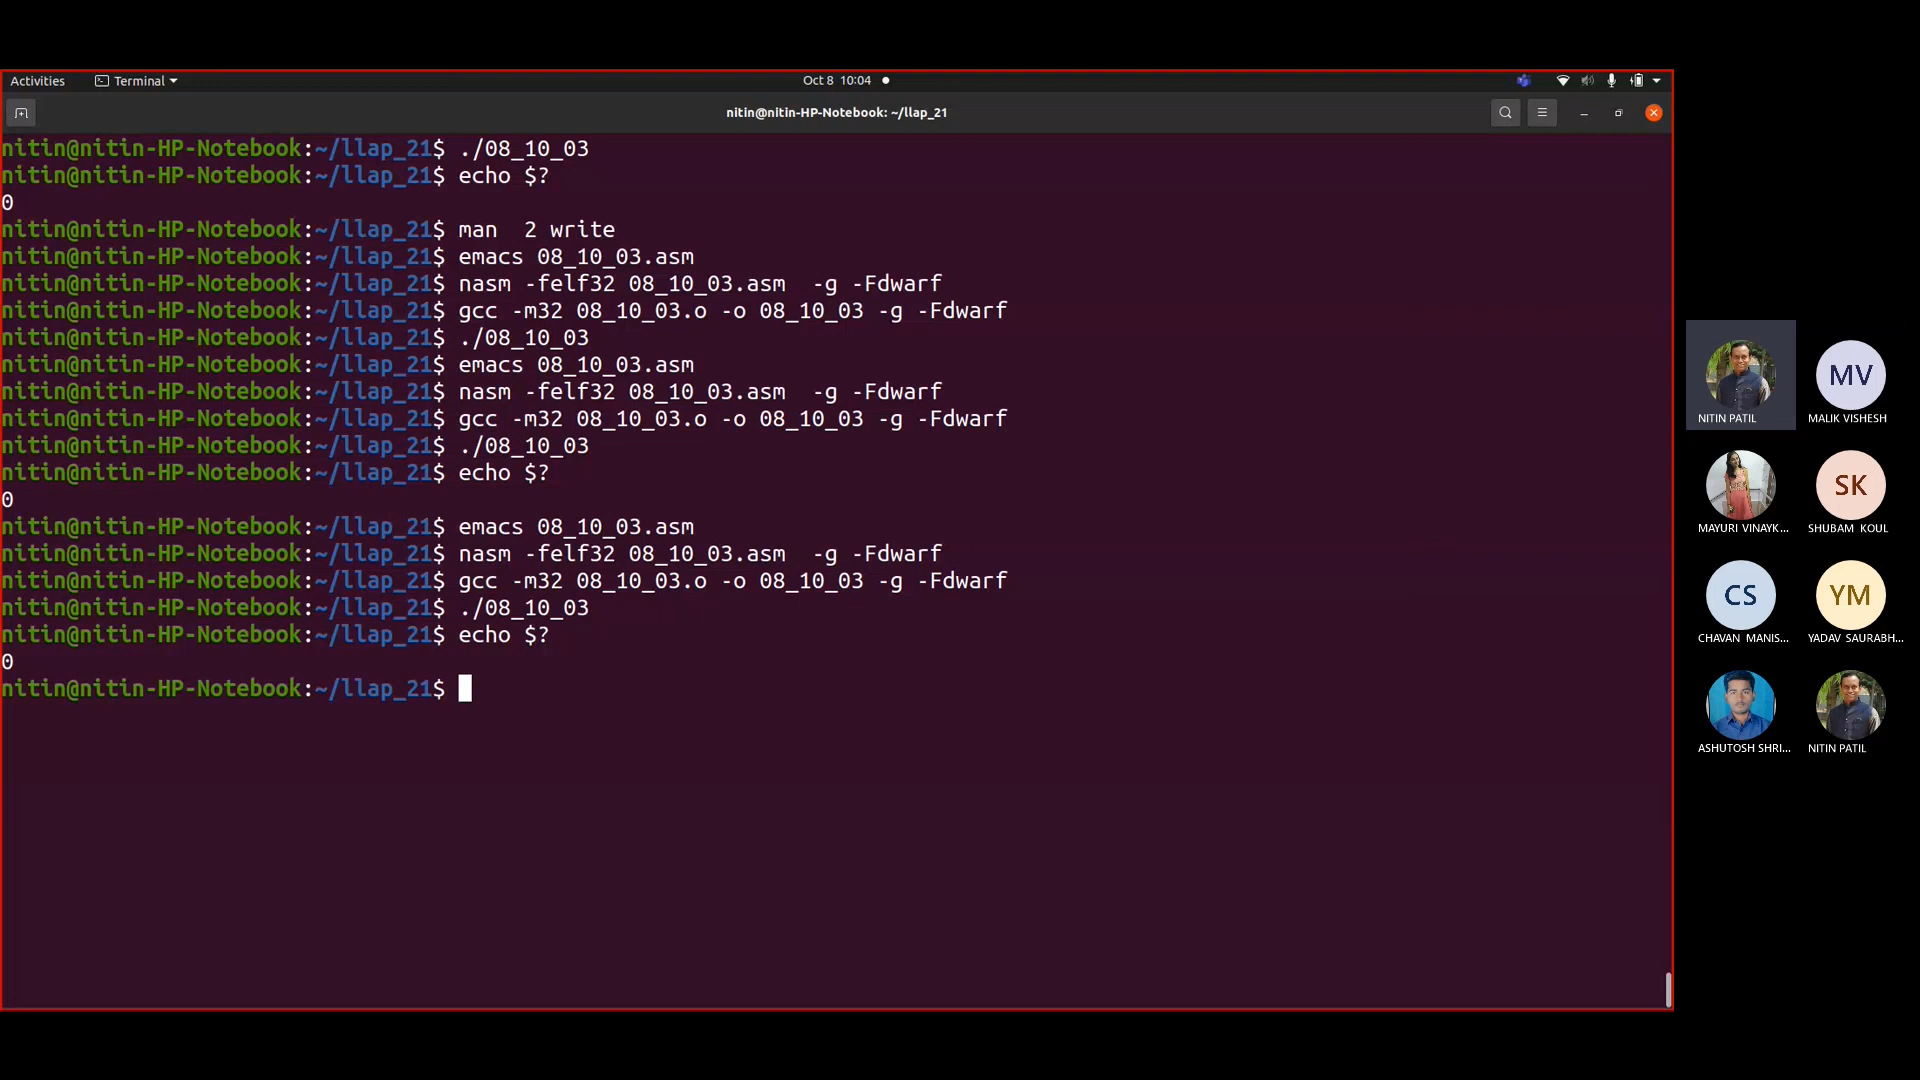 Activities Terminal Oct 8 10:04
nitin@nitin-HP-Notebook: ~/llap_21
nitin@nitin-HP-Notebook:~/llap_21$ ./08_10_03
nitin@nitin-HP-Notebook:~/llap_21$ echo $?
0
nitin@nitin-HP-Notebook:~/llap_21$ man  2 write
nitin@nitin-HP-Notebook:~/llap_21$ emacs 08_10_03.asm
nitin@nitin-HP-Notebook:~/llap_21$ nasm -felf32 08_10_03.asm  -g -Fdwarf
nitin@nitin-HP-Notebook:~/llap_21$ gcc -m32 08_10_03.o -o 08_10_03 -g -Fdwarf
nitin@nitin-HP-Notebook:~/llap_21$ ./08_10_03
nitin@nitin-HP-Notebook:~/llap_21$ emacs 08_10_03.asm
nitin@nitin-HP-Notebook:~/llap_21$ nasm -felf32 08_10_03.asm  -g -Fdwarf
nitin@nitin-HP-Notebook:~/llap_21$ gcc -m32 08_10_03.o -o 08_10_03 -g -Fdwarf
nitin@nitin-HP-Notebook:~/llap_21$ ./08_10_03
nitin@nitin-HP-Notebook:~/llap_21$ echo $?
0
nitin@nitin-HP-Notebook:~/llap_21$ emacs 08_10_03.asm
nitin@nitin-HP-Notebook:~/llap_21$ nasm -felf32 08_10_03.asm  -g -Fdwarf
nitin@nitin-HP-Notebook:~/llap_21$ gcc -m32 08_10_03.o -o 08_10_03 -g -Fdwarf
nitin@nitin-HP-Notebook:~/llap_21$ ./08_10_03
nitin@nitin-HP-Notebook:~/llap_21$ echo $?
0
nitin@nitin-HP-Notebook:~/llap_21$
MV
NITIN PATIL MALIK VISHESH
SK
MAYURI VINAYK... SHUBAM KOUL
CS YM
CHAVAN MANIS... YADAV SAURABH...
ASHUTOSH SHRI... NITIN PATIL